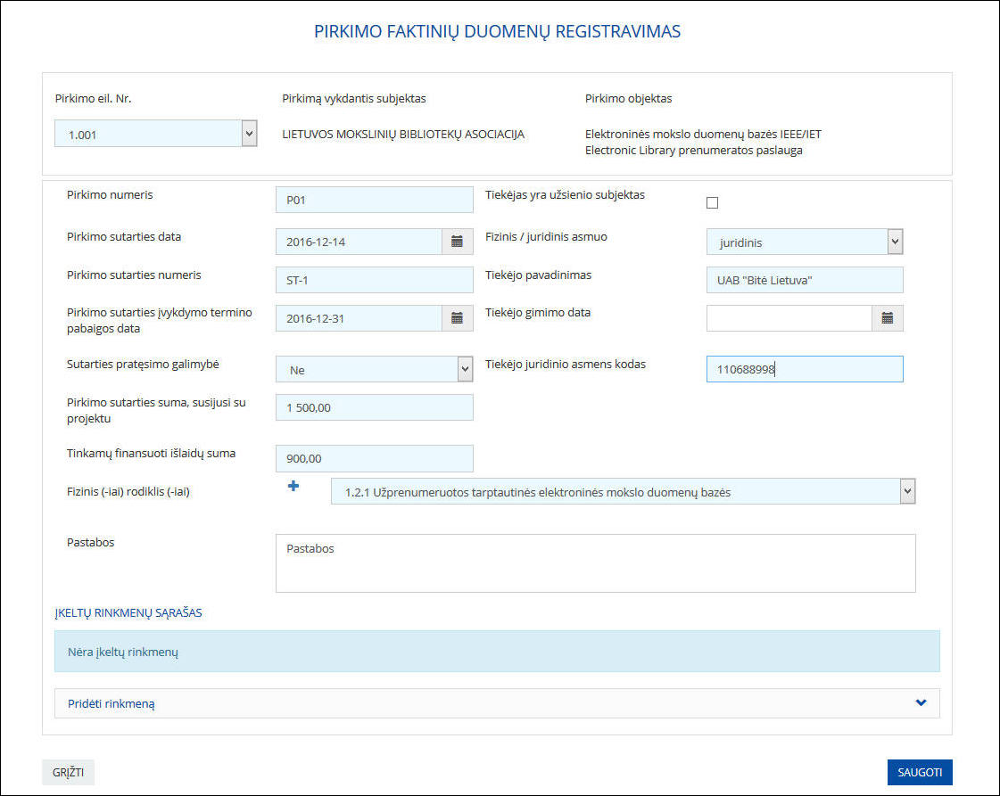 PIRKIMO FAKTINIŲ DUOMENŲ REGISTRAVIMAS
Pirkimo eil. Nr.
Pirkimą vykdantis subjektas
Pirkimo objektas
1.001
LIETUVOS MOKSLINIŲ BIBLIOTEKŲ ASOCIACIJA
Elektroninės mokslo duomenų bazės IEEE/IET
Electronic Library prenumeratos paslauga
Pirkimo numeris
P01
Tiekėjas yra užsienio subjektas
Pirkimo sutarties data
2016-12-14
Fizinis / juridinis asmuo
juridinis
Pirkimo sutarties numeris
ST-1
Tiekėjo pavadinimas
UAB "Bitė Lietuva"
Pirkimo sutarties įvykdymo termino
pabaigos data
2016-12-31
Tiekėjo gimimo data
Sutarties pratęsimo galimybė
Ne
Tiekėjo juridinio asmens kodas
110688998
Pirkimo sutarties suma, susijusi su
projektu
1 500,00
Tinkamų finansuoti išlaidų suma
900,00
Fizinis (-iai) rodiklis (-iai)
1.2.1 Užprenumeruotos tarptautinės elektroninės mokslo duomenų bazės
Pastabos
Pastabos
ĮKELTŲ RINKMENŲ SĄRAŠAS
Nėra įkeltų rinkmenų
Pridėti rinkmeną
GRĮŽTI
SAUGOTI